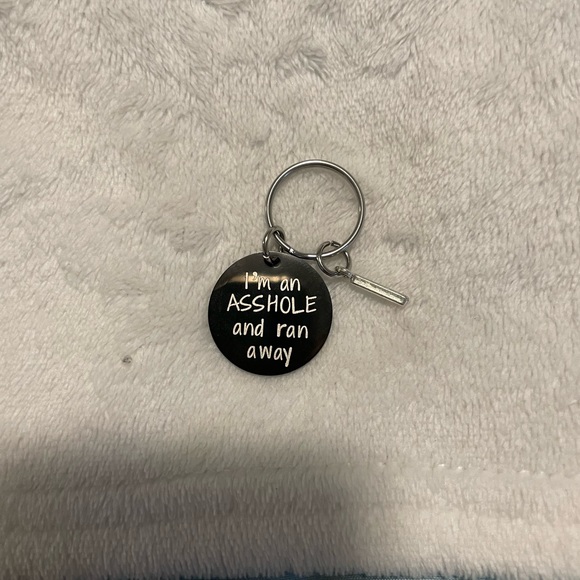 I'm an
ASSHOLE
and ran
away